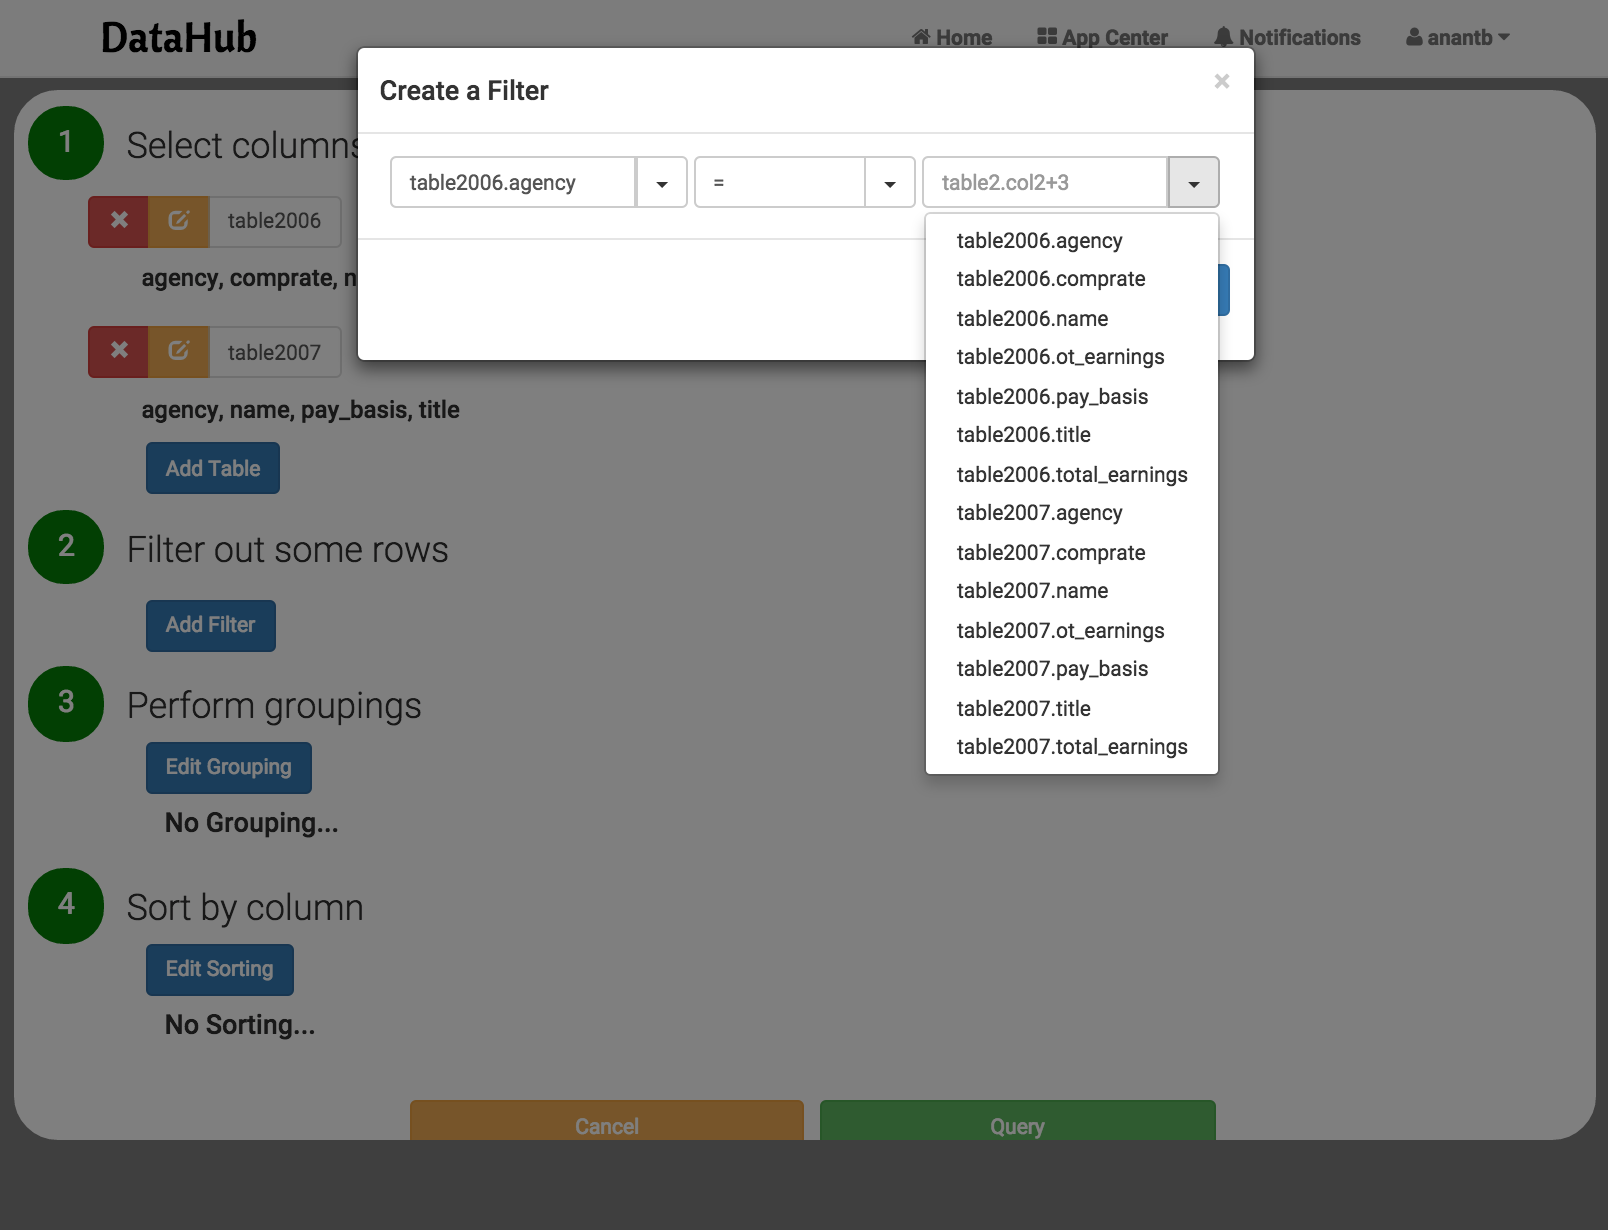 DataHub
Home
App Center
Notifications
anantb
Create a Filter
×
table2006.agency
=
table2.col2+3
table2006.agency
table2006.comprate
table2006.name
table2006.ot_earnings
table2006.pay_basis
table2006.title
table2006.total_earnings
table2007.agency
table2007.comprate
table2007.name
table2007.ot_earnings
table2007.pay_basis
table2007.title
table2007.total_earnings
1
Select columns
table2006
agency, comprate, n
table2007
agency, name, pay_basis, title
Add Table
2
Filter out some rows
Add Filter
3
Perform groupings
Edit Grouping
No Grouping...
4
Sort by column
Edit Sorting
No Sorting...
Cancel
Query